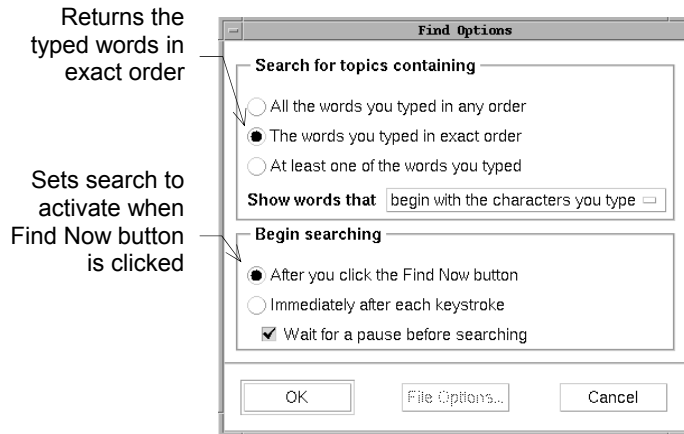 Returns the
typed words in
exact order
Sets search to
activate when
Find Now button
is clicked
Find Options
Search for topics containing
All the words you typed in any order
The words you typed in exact order
At least one of the words you typed
Show words that begin with the characters you type
Begin searching
After you click the Find Now button
Immediately after each keystroke
Wait for a pause before searching
OK File Options... Cancel